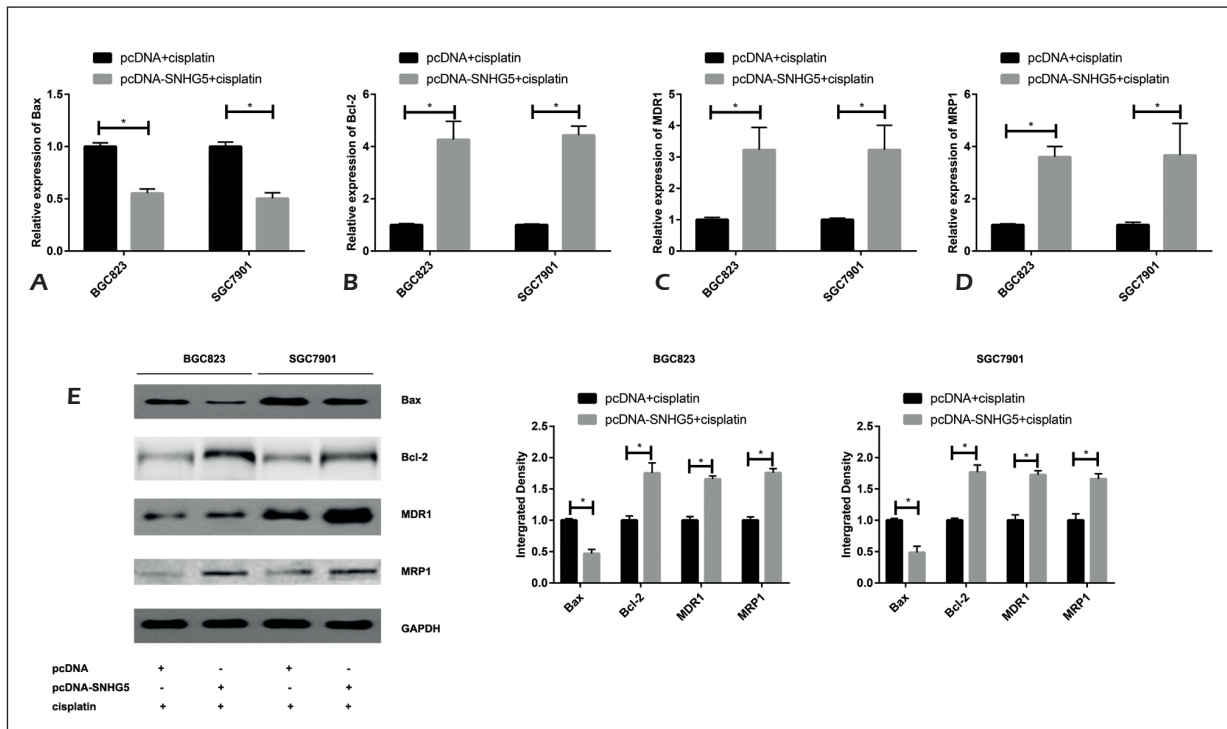 pcDNA+cisplatin
pcDNA-SNHG5+cisplatin
Relative expression of Bax
1.5
1.0
0.5
0.0
*
*
BGC823
SGC7901
A
pcDNA+cisplatin
pcDNA-SNHG5+cisplatin
Relative expression of Bcl-2
6
4
2
0
*
*
BGC823
SGC7901
B
pcDNA+cisplatin
pcDNA-SNHG5+cisplatin
Relative expression of MDR1
5
4
3
2
1
0
*
*
BGC823
SGC7901
C
pcDNA+cisplatin
pcDNA-SNHG5+cisplatin
Relative expression of MRP1
6
4
2
0
*
*
BGC823
SGC7901
D
E
BGC823 SGC7901
Bax
Bcl-2
MDR1
MRP1
GAPDH
pcDNA + - + -
pcDNA-SNHG5 - + - +
cisplatin + + + +
BGC823
pcDNA+cisplatin
pcDNA-SNHG5+cisplatin
Intergrated Density
2.5
2.0
1.5
1.0
0.5
0.0
*
*
*
*
Bax
Bcl-2
MDR1
MRP1
SGC7901
pcDNA+cisplatin
pcDNA-SNHG5+cisplatin
Intergrated Density
2.5
2.0
1.5
1.0
0.5
0.0
*
*
*
*
Bax
Bcl-2
MDR1
MRP1